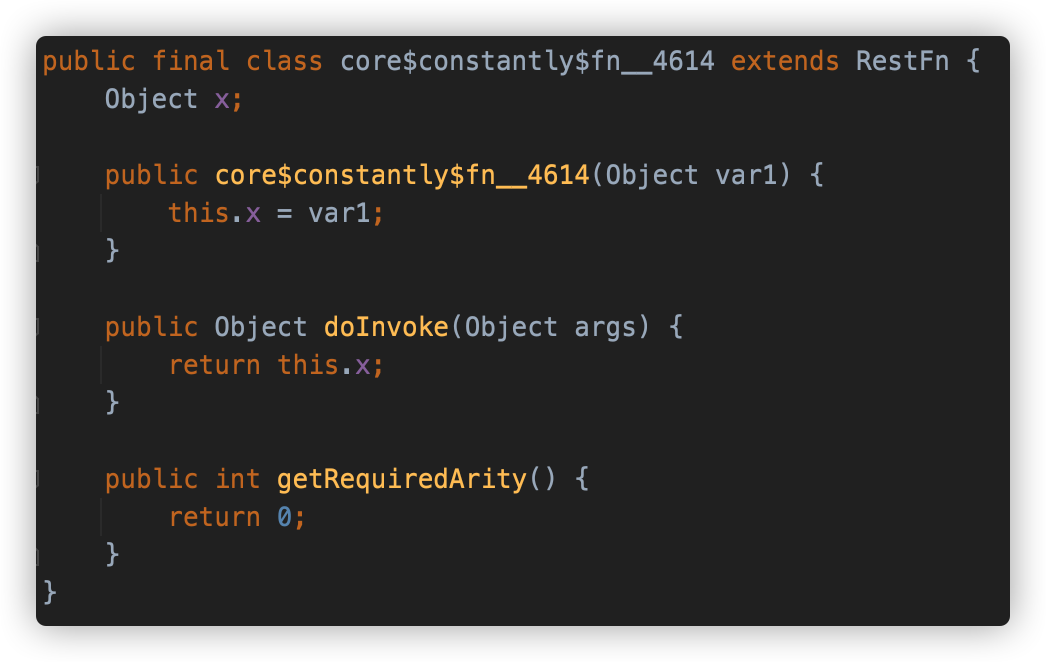 public final class core$constantly$fn__4614 extends RestFn {
    Object x;

    public core$constantly$fn__4614(Object var1) {
        this.x = var1;
    }

    public Object doInvoke(Object args) {
        return this.x;
    }

    public int getRequiredArity() {
        return 0;
    }
}